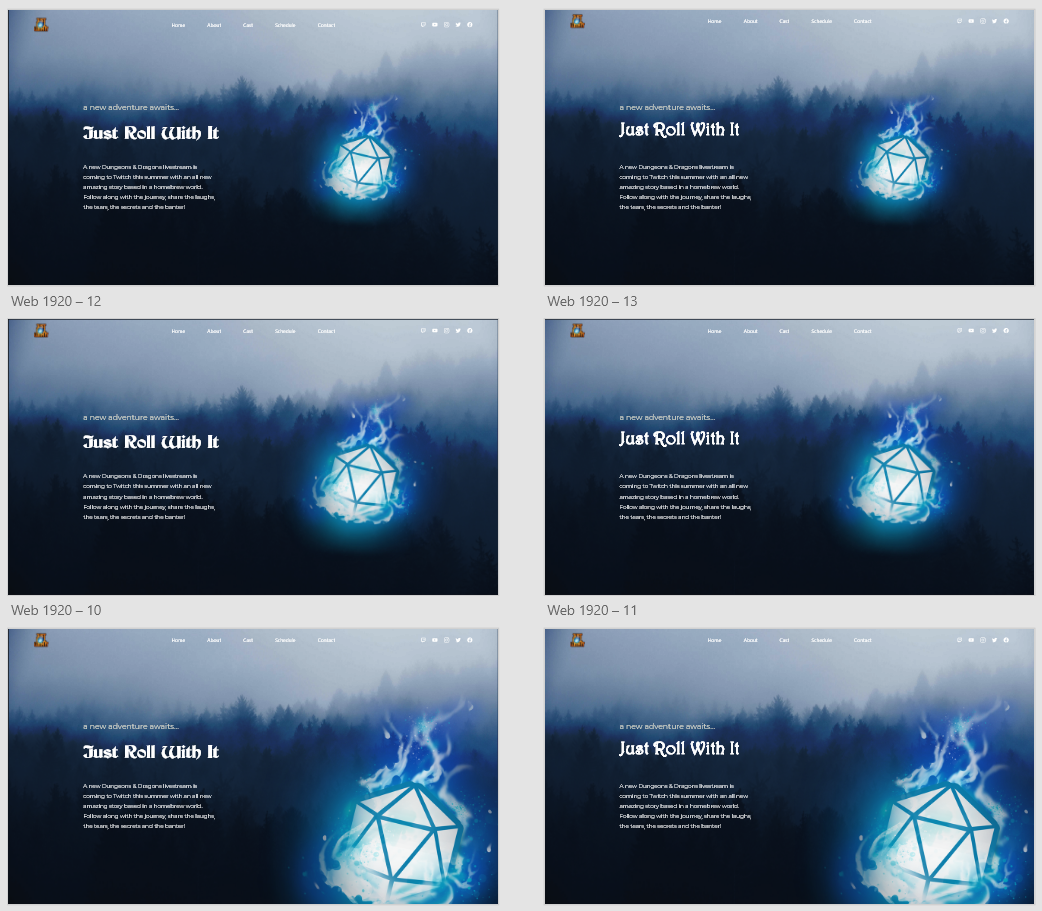 Home About Cast Schedule Contact
a new adventure awaits...
Just Roll With It
A new Dungeons & Dragons livestream is
coming to Twitch this summer with an all new
amazing story based in a homebrew world.
Follow along with the journey, share the laughs,
the tears, the secrets and the banter!
Home About Cast Schedule Contact
a new adventure awaits...
Just Roll With It
A new Dungeons & Dragons livestream is
coming to Twitch this summer with an all new
amazing story based in a homebrew world.
Follow along with the journey, share the laughs,
the tears, the secrets and the banter!
Web 1920 – 12
Web 1920 – 13
Home About Cast Schedule Contact
a new adventure awaits...
Just Roll With It
A new Dungeons & Dragons livestream is
coming to Twitch this summer with an all new
amazing story based in a homebrew world.
Follow along with the journey, share the laughs,
the tears, the secrets and the banter!
Home About Cast Schedule Contact
a new adventure awaits...
Just Roll With It
A new Dungeons & Dragons livestream is
coming to Twitch this summer with an all new
amazing story based in a homebrew world.
Follow along with the journey, share the laughs,
the tears, the secrets and the banter!
Web 1920 – 10
Web 1920 – 11
Home About Cast Schedule Contact
a new adventure awaits...
Just Roll With It
A new Dungeons & Dragons livestream is
coming to Twitch this summer with an all new
amazing story based in a homebrew world.
Follow along with the journey, share the laughs,
the tears, the secrets and the banter!
Home About Cast Schedule Contact
a new adventure awaits...
Just Roll With It
A new Dungeons & Dragons livestream is
coming to Twitch this summer with an all new
amazing story based in a homebrew world.
Follow along with the journey, share the laughs,
the tears, the secrets and the banter!